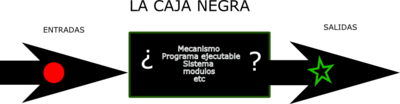 LA CAJA NEGRA
ENTRADAS
SALIDAS
¿
Mecanismo
Programa ejecutable
Sistema
modulos
etc
?